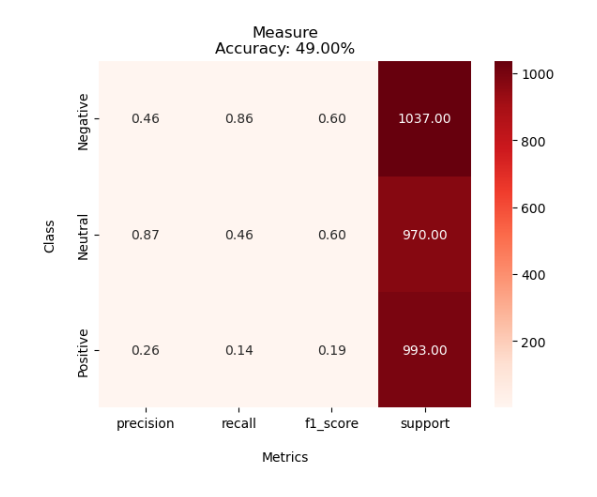 Measure
Accuracy: 49.00%
Class
Negative 0.46 0.86 0.60 1037.00
Neutral 0.87 0.46 0.60 970.00
Positive 0.26 0.14 0.19 993.00
precision recall f1_score support
Metrics
1000
800
600
400
200